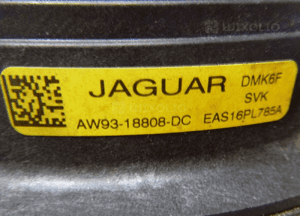 JAGUAR DMK6F
SVK
AW93-18808-DC EAS16PL785A